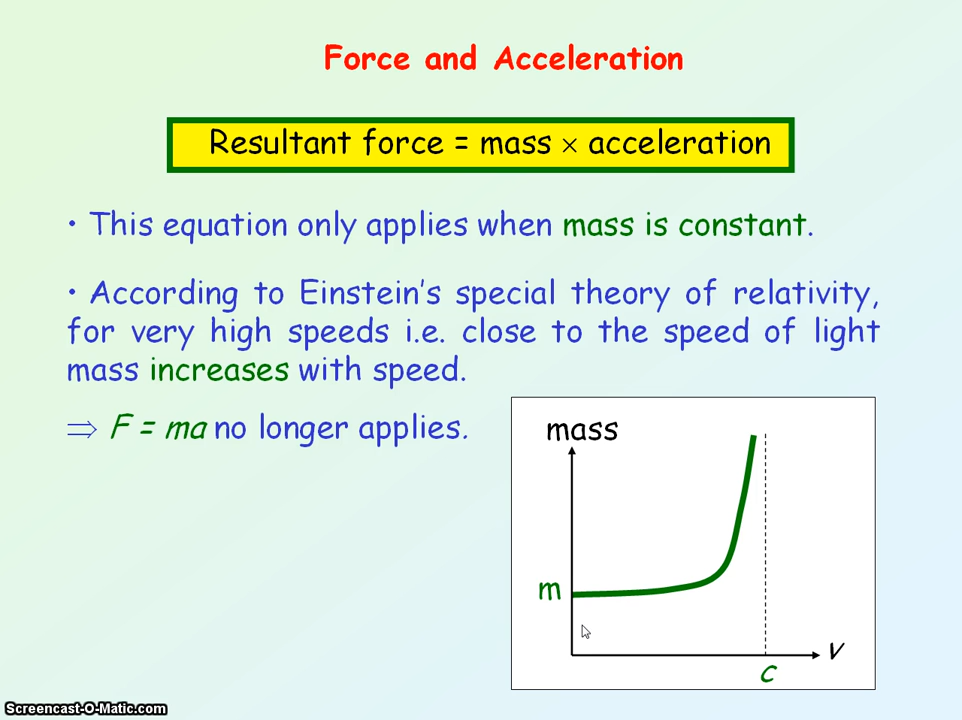 Force and Acceleration
Resultant force = mass × acceleration
• This equation only applies when mass is constant.
• According to Einstein's special theory of relativity,
for very high speeds i.e. close to the speed of light
mass increases with speed.
⇒ F = ma no longer applies.
mass
m
v
c
Screencast-O-Matic.com